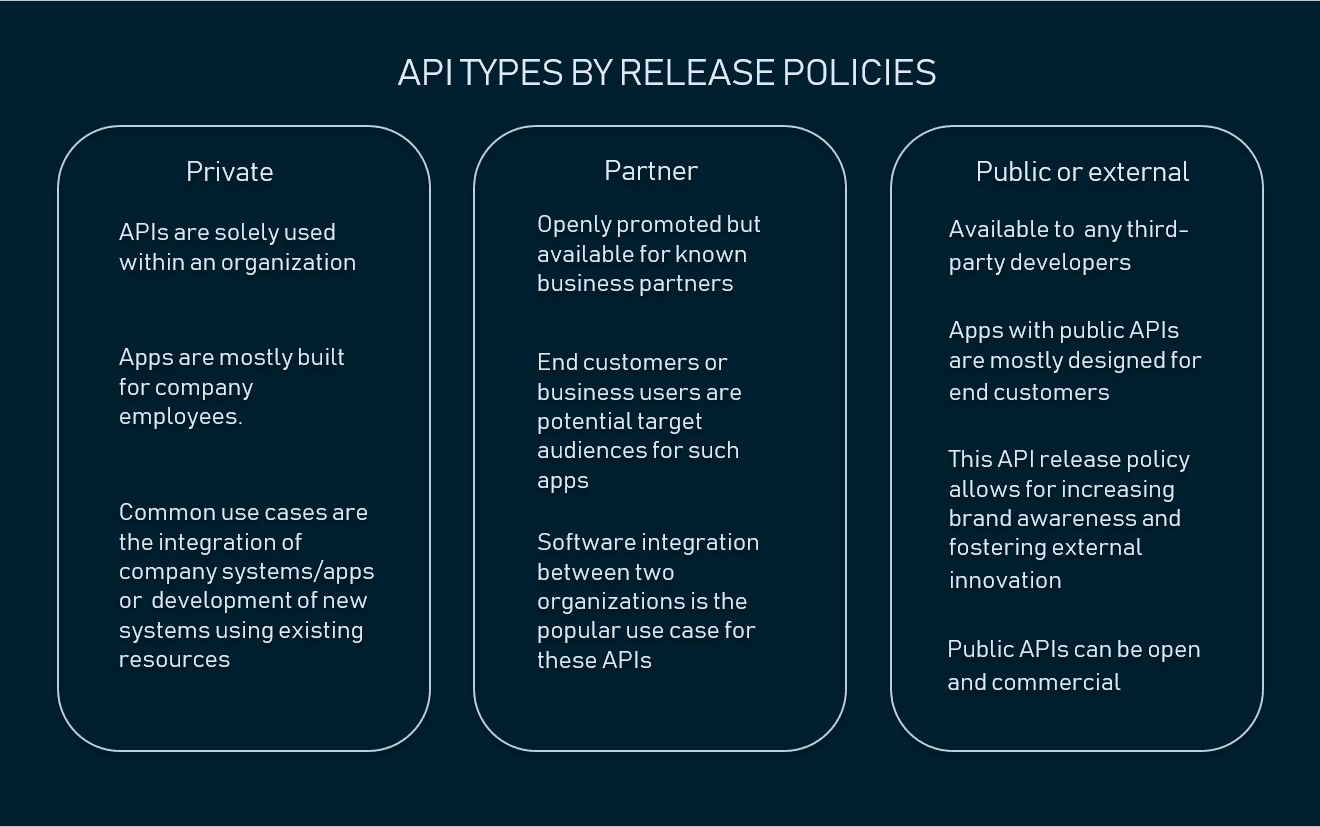 API TYPES BY RELEASE POLICIES
Private
APIs are solely used
within an organization
Apps are mostly built
for company
employees.
Common use cases are
the integration of
company systems/apps
or development of new
systems using existing
resources
Partner
Openly promoted but
available for known
business partners
End customers or
business users are
potential target
audiences for such
apps
Software integration
between two
organizations is the
popular use case for
these APIs
Public or external
Available to any third-
party developers
Apps with public APIs
are mostly designed for
end customers
This API release policy
allows for increasing
brand awareness and
fostering external
innovation
Public APIs can be open
and commercial